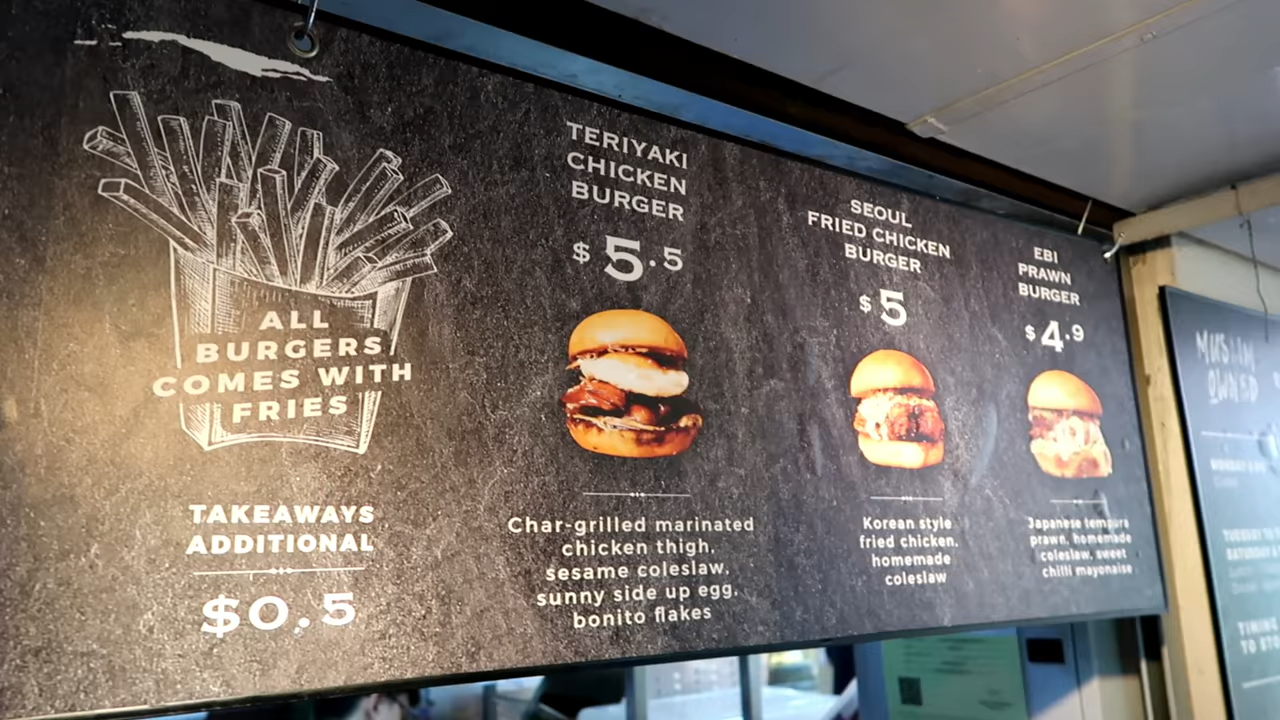 ALL
BURGERS
COMES WITH
FRIES
TAKEAWAYS
ADDITIONAL
$0.5
TERIYAKI
CHICKEN
BURGER
$5.5
Char-grilled marinated
chicken thigh,
sesame coleslaw,
sunny side up egg,
bonito flakes
SEOUL
FRIED CHICKEN
BURGER
$5
Korean style
fried chicken,
homemade
coleslaw
EBI
PRAWN
BURGER
$4.9
Japanese tempura
prawn, homemade
coleslaw, sweet
chilli mayonaise
MUSLIM
OWNED